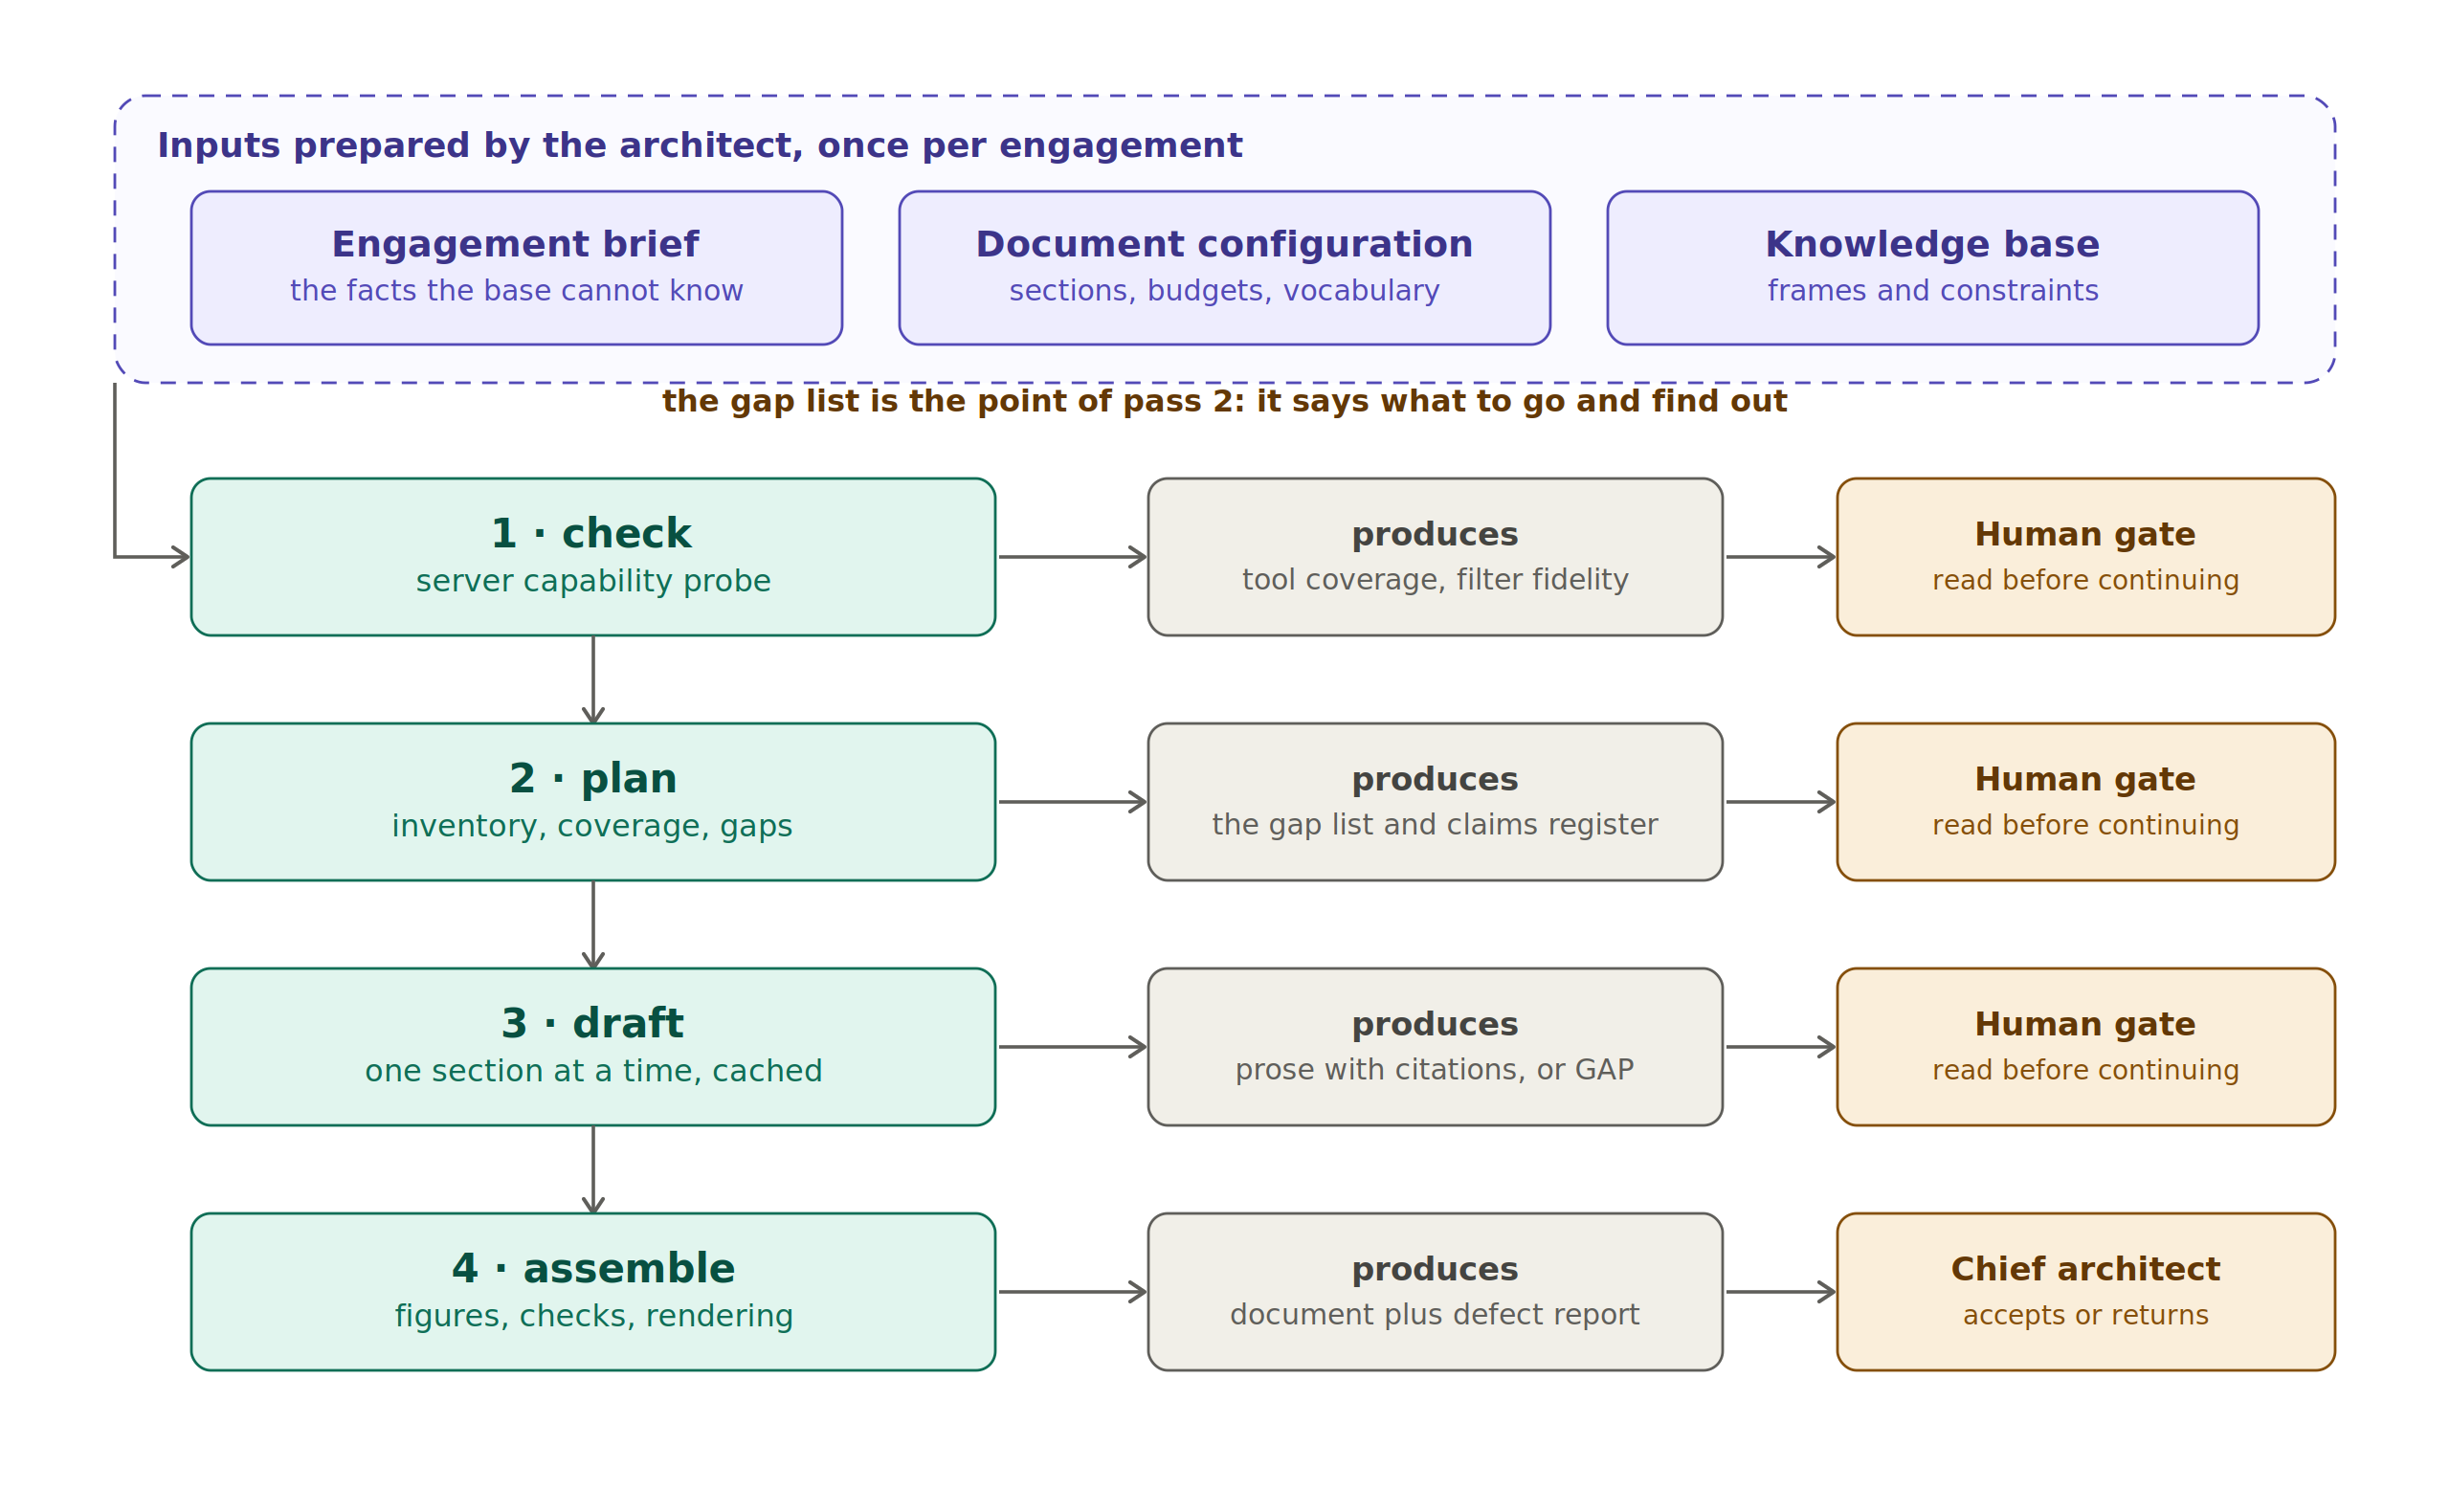 Inputs prepared by the architect, once per engagement
Engagement brief
the facts the base cannot know
Document configuration
sections, budgets, vocabulary
Knowledge base
frames and constraints
the gap list is the point of pass 2: it says what to go and find out
1 · check
server capability probe
produces
tool coverage, filter fidelity
Human gate
read before continuing
2 · plan
inventory, coverage, gaps
produces
the gap list and claims register
Human gate
read before continuing
3 · draft
one section at a time, cached
produces
prose with citations, or GAP
Human gate
read before continuing
4 · assemble
figures, checks, rendering
produces
document plus defect report
Chief architect
accepts or returns